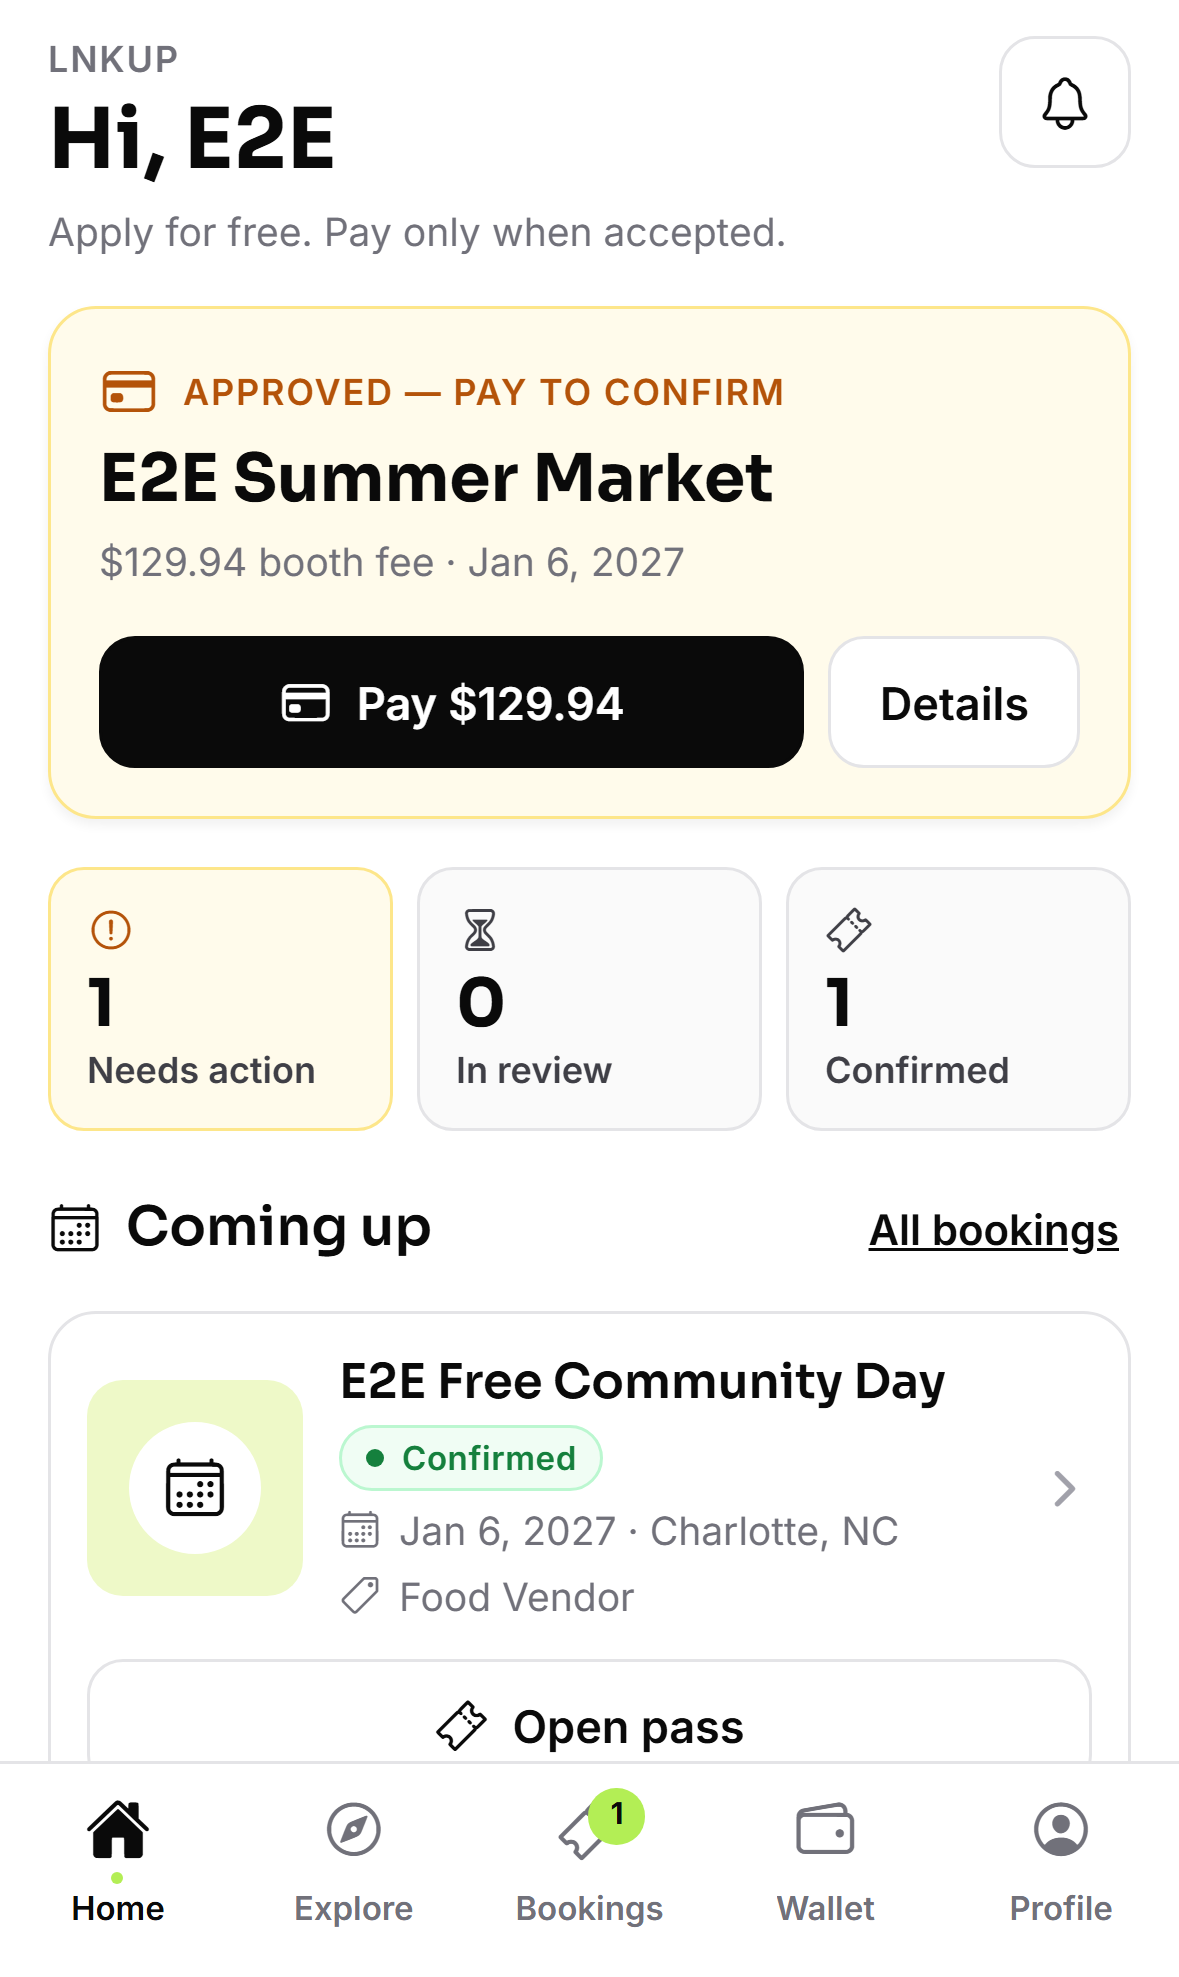 LNKUP
Hi, E2E
Apply for free. Pay only when accepted.
APPROVED — PAY TO CONFIRM
E2E Summer Market
$129.94 booth fee · Jan 6, 2027
Pay $129.94
Details
1
Needs action
0
In review
1
Confirmed
Coming up
All bookings
E2E Free Community Day
Confirmed
Jan 6, 2027 · Charlotte, NC
Food Vendor
Open pass
1
Home
Explore
Bookings
Wallet
Profile